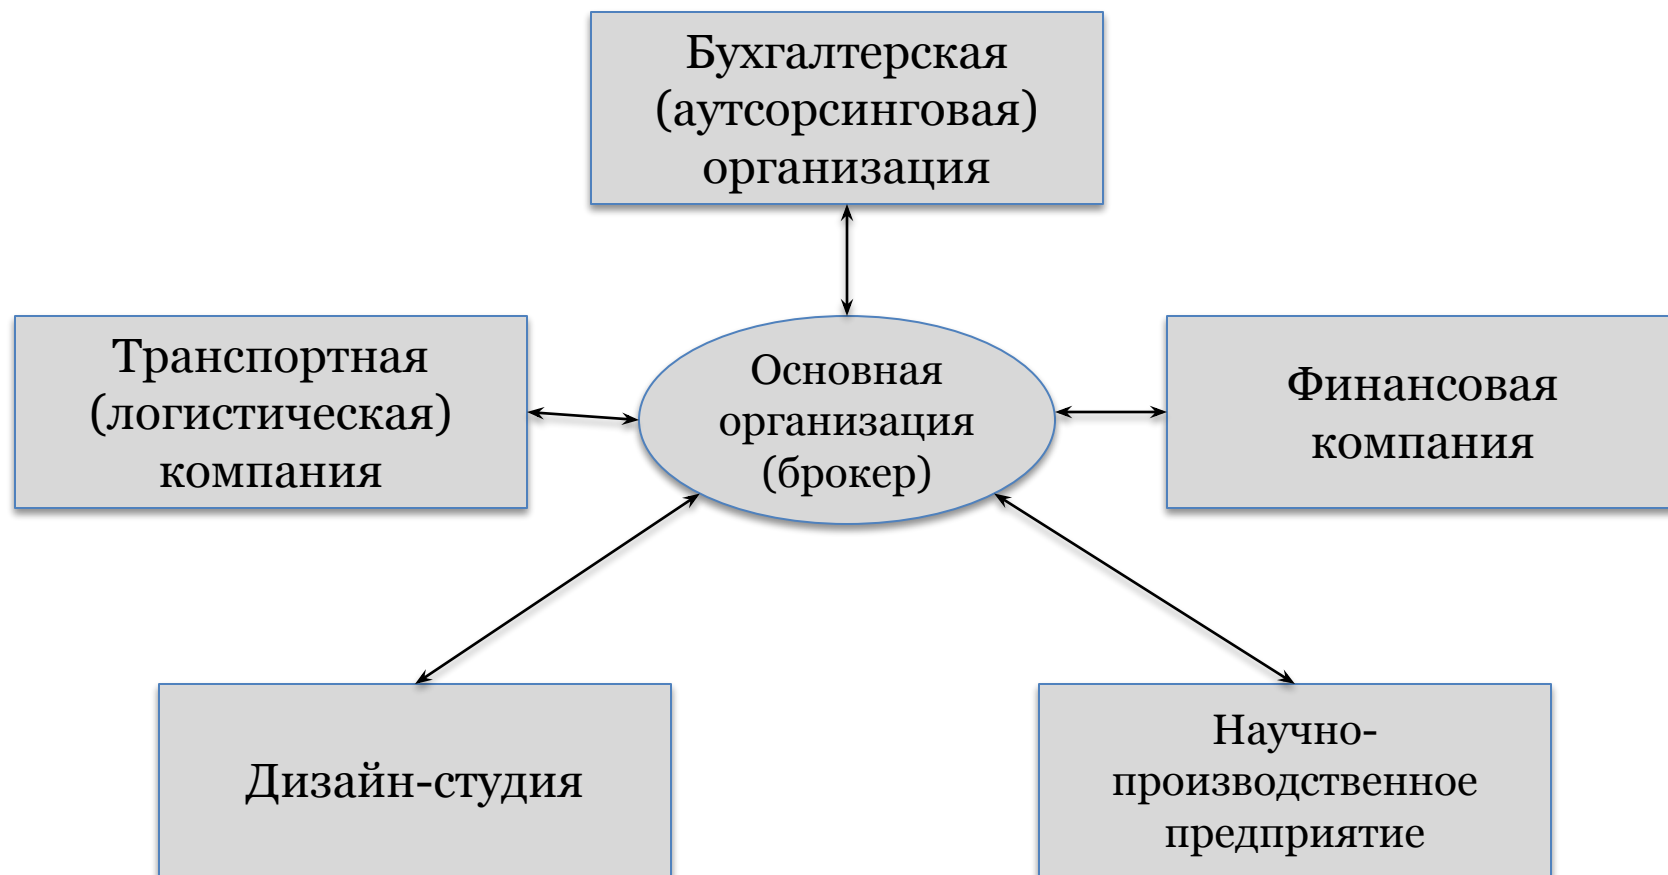 Бухгалтерская
(аутсорсинговая)
организация
Транспортная
(логистическая)
компания
Основная
организация
(брокер)
Финансовая
компания
Дизайн-студия
Научно-
производственное
предприятие